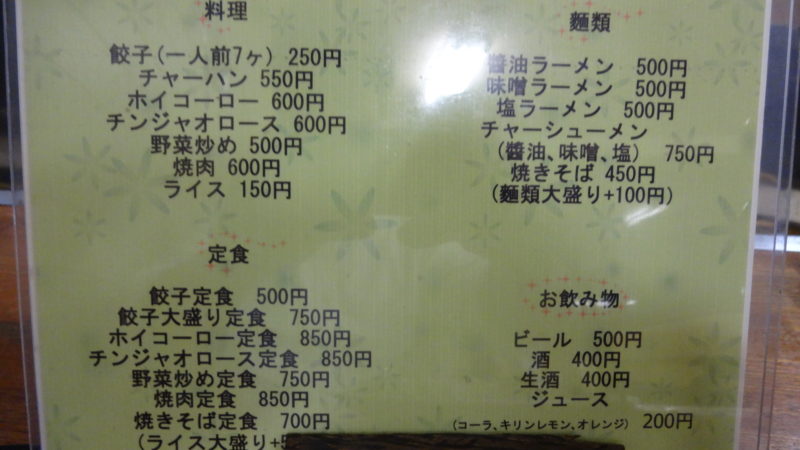 料理
餃子(一人前7ヶ) 250円
チャーハン 550円
ホイコーロー 600円
チンジャオロース 600円
野菜炒め 500円
焼肉 600円
ライス 150円
定食
餃子定食 500円
餃子大盛り定食 750円
ホイコーロー定食 850円
チンジャオロース定食 850円
野菜炒め定食 750円
焼肉定食 850円
焼きそば定食 700円
(ライス大盛り+
麺類
醤油ラーメン 500円
味噌ラーメン 500円
塩ラーメン 500円
チャーシューメン
(醤油、味噌、塩) 750円
焼きそば 450円
(麺類大盛り+100円)
お飲み物
ビール 500円
酒 400円
生酒 400円
ジュース
(コーラ、キリンレモン、オレンジ) 200円